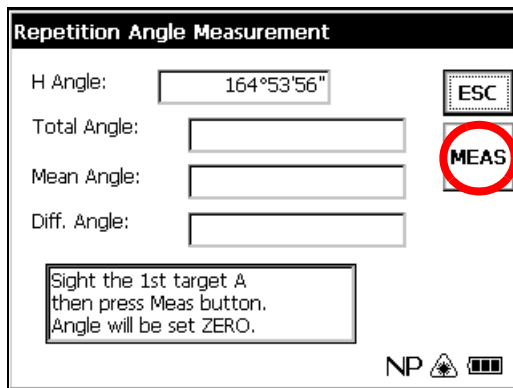 Repetition Angle Measurement
H Angle: 164°53'56"
ESC
Total Angle:
MEAS
Mean Angle:
Diff. Angle:
Sight the 1st target A
then press Meas button.
Angle will be set ZERO.
NP